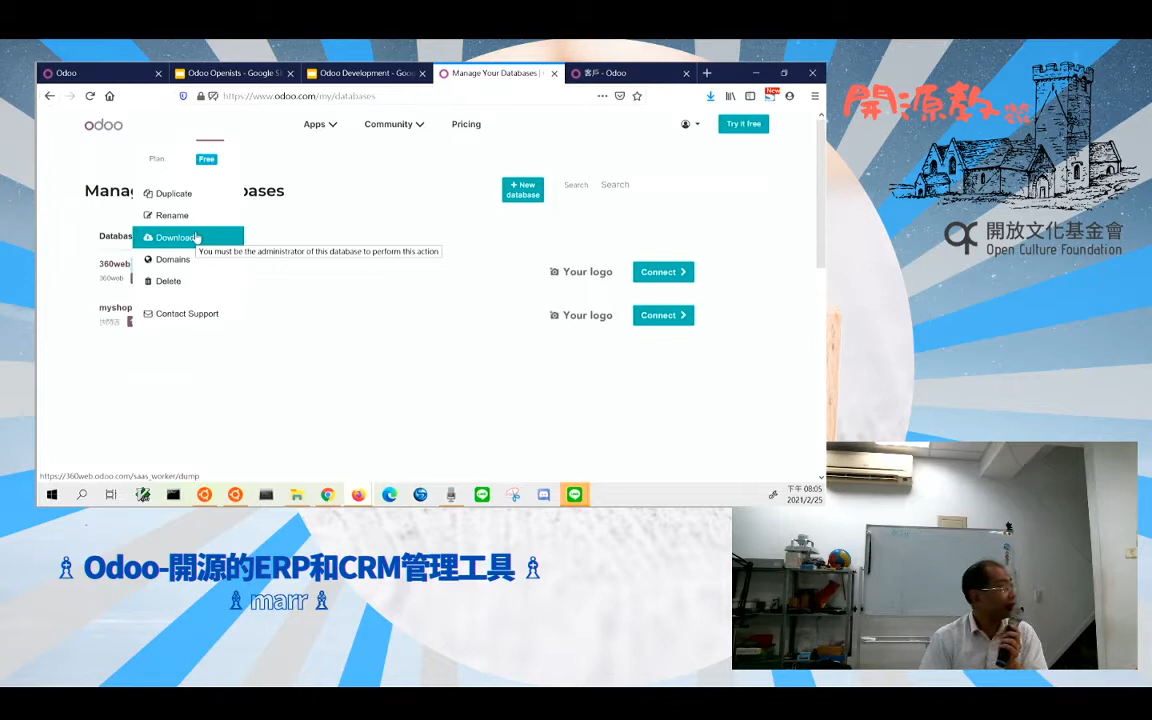 Odoo
Odoo Openists - Google Sl
Odoo Development - Goog
Manage Your Databases |
客戶 - Odoo
https://www.odoo.com/my/databases
New
odoo
Apps
Community
Pricing
Try it free
Plan
Free
Manag
bases
+ New
database
Search
Search
Duplicate
Rename
Databas
Download
You must be the administrator of this database to perform this action
Domains
360web
360web
Delete
Your logo
Connect
myshop
Contact Support
Your logo
Connect
https://360web.odoo.com/saas_worker/dump
下午 08:05
2021/2/25
開源教
開放文化基金會
Open Culture Foundation
Odoo-開源的ERP和CRM管理工具
marr